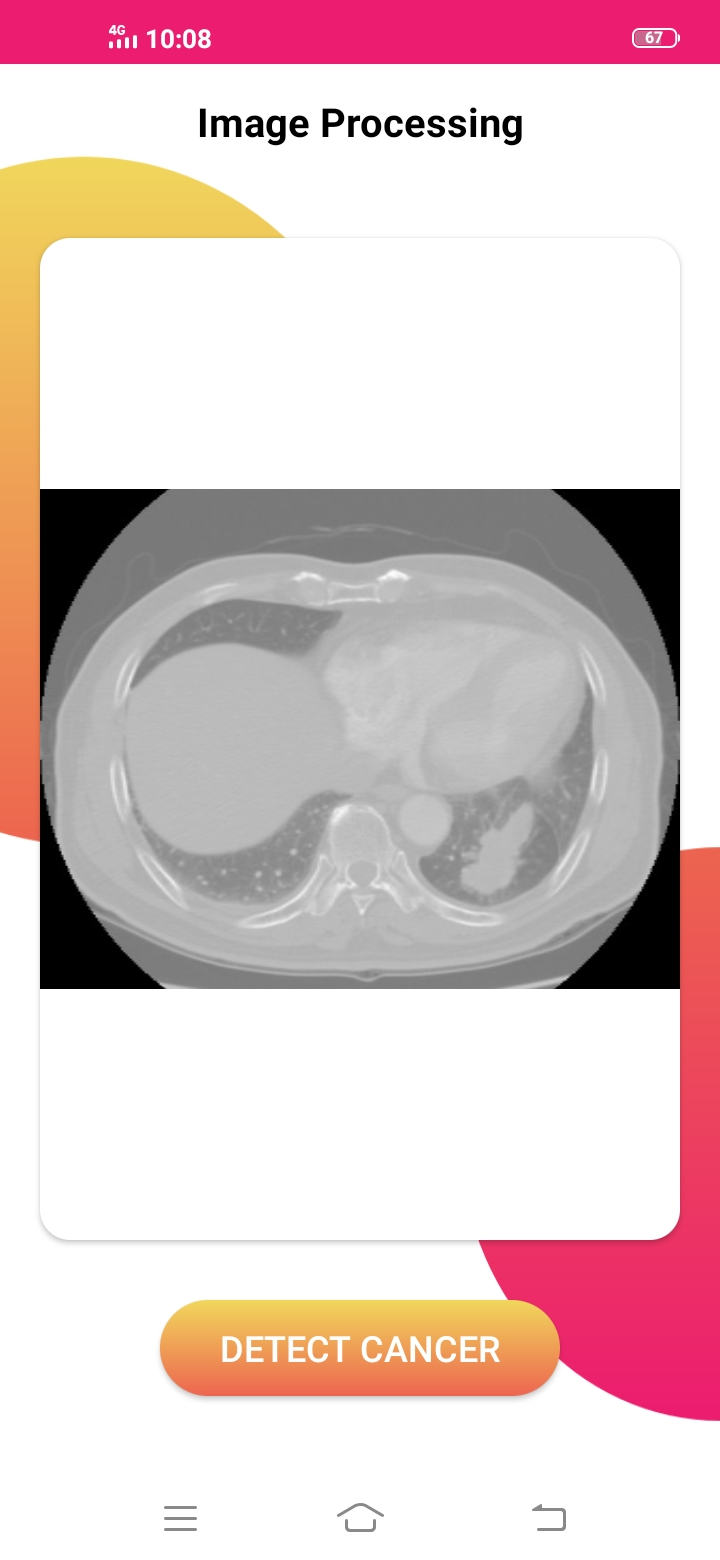 4G 10:08 67
Image Processing
DETECT CANCER